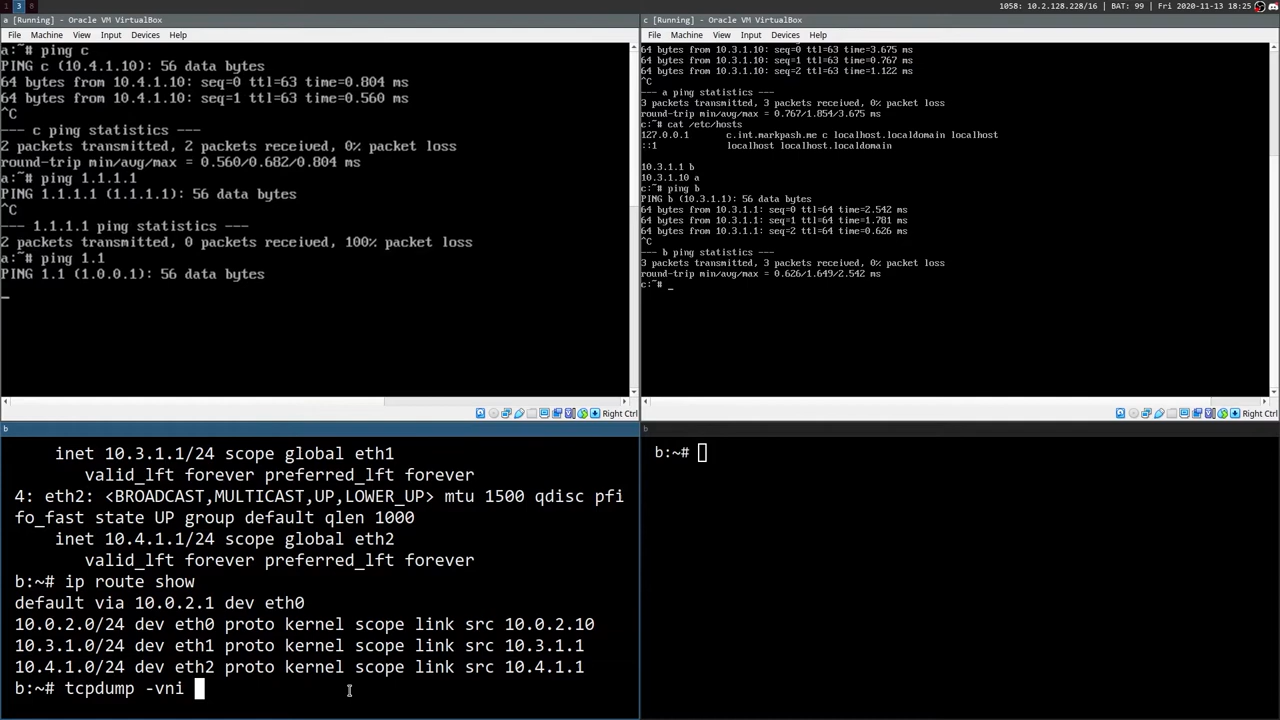 1 3 8
1058: 10.2.128.228/16 | BAT: 99 | Fri 2020-11-13 18:25
a [Running] - Oracle VM VirtualBox
File Machine View Input Devices Help
a:~# ping c
PING c (10.4.1.10): 56 data bytes
64 bytes from 10.4.1.10: seq=0 ttl=63 time=0.804 ms
64 bytes from 10.4.1.10: seq=1 ttl=63 time=0.560 ms
^C
--- c ping statistics ---
2 packets transmitted, 2 packets received, 0% packet loss
round-trip min/avg/max = 0.560/0.682/0.804 ms
a:~# ping 1.1.1.1
PING 1.1.1.1 (1.1.1.1): 56 data bytes
^C
--- 1.1.1.1 ping statistics ---
2 packets transmitted, 0 packets received, 100% packet loss
a:~# ping 1.1
PING 1.1 (1.0.0.1): 56 data bytes
Right Ctrl
c [Running] - Oracle VM VirtualBox
File Machine View Input Devices Help
64 bytes from 10.3.1.10: seq=0 ttl=63 time=3.675 ms
64 bytes from 10.3.1.10: seq=1 ttl=63 time=0.767 ms
64 bytes from 10.3.1.10: seq=2 ttl=63 time=1.122 ms
^C
--- a ping statistics ---
3 packets transmitted, 3 packets received, 0% packet loss
round-trip min/avg/max = 0.767/1.854/3.675 ms
c:~# cat /etc/hosts
127.0.0.1 c.int.markpash.me c localhost.localdomain localhost
::1 localhost localhost.localdomain
10.3.1.1 b
10.3.1.10 a
c:~# ping b
PING b (10.3.1.1): 56 data bytes
64 bytes from 10.3.1.1: seq=0 ttl=64 time=2.542 ms
64 bytes from 10.3.1.1: seq=1 ttl=64 time=1.781 ms
64 bytes from 10.3.1.1: seq=2 ttl=64 time=0.626 ms
^C
--- b ping statistics ---
3 packets transmitted, 3 packets received, 0% packet loss
round-trip min/avg/max = 0.626/1.649/2.542 ms
c:~# _
Right Ctrl
b
inet 10.3.1.1/24 scope global eth1
valid_lft forever preferred_lft forever
4: eth2: <BROADCAST,MULTICAST,UP,LOWER_UP> mtu 1500 qdisc pfi
fo_fast state UP group default qlen 1000
inet 10.4.1.1/24 scope global eth2
valid_lft forever preferred_lft forever
b:~# ip route show
default via 10.0.2.1 dev eth0
10.0.2.0/24 dev eth0 proto kernel scope link src 10.0.2.10
10.3.1.0/24 dev eth1 proto kernel scope link src 10.3.1.1
10.4.1.0/24 dev eth2 proto kernel scope link src 10.4.1.1
b:~# tcpdump -vni
b
b:~#